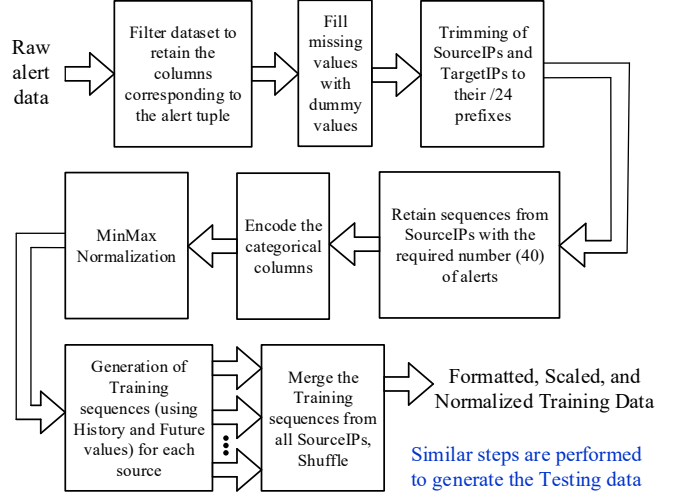 Raw
alert
data
Filter dataset to
retain the
columns
corresponding to
the alert tuple
Fill
missing
values
with
dummy
values
Trimming of
SourceIPs and
TargetIPs to
their /24
prefixes
Retain sequences from
SourceIPs with the
required number (40)
of alerts
Encode the
categorical
columns
MinMax
Normalization
Generation of
Training
sequences (using
History and Future
values) for each
source
Merge the
Training
sequences from
all SourceIPs,
Shuffle
Formatted, Scaled, and
Normalized Training Data
Similar steps are performed
to generate the Testing data